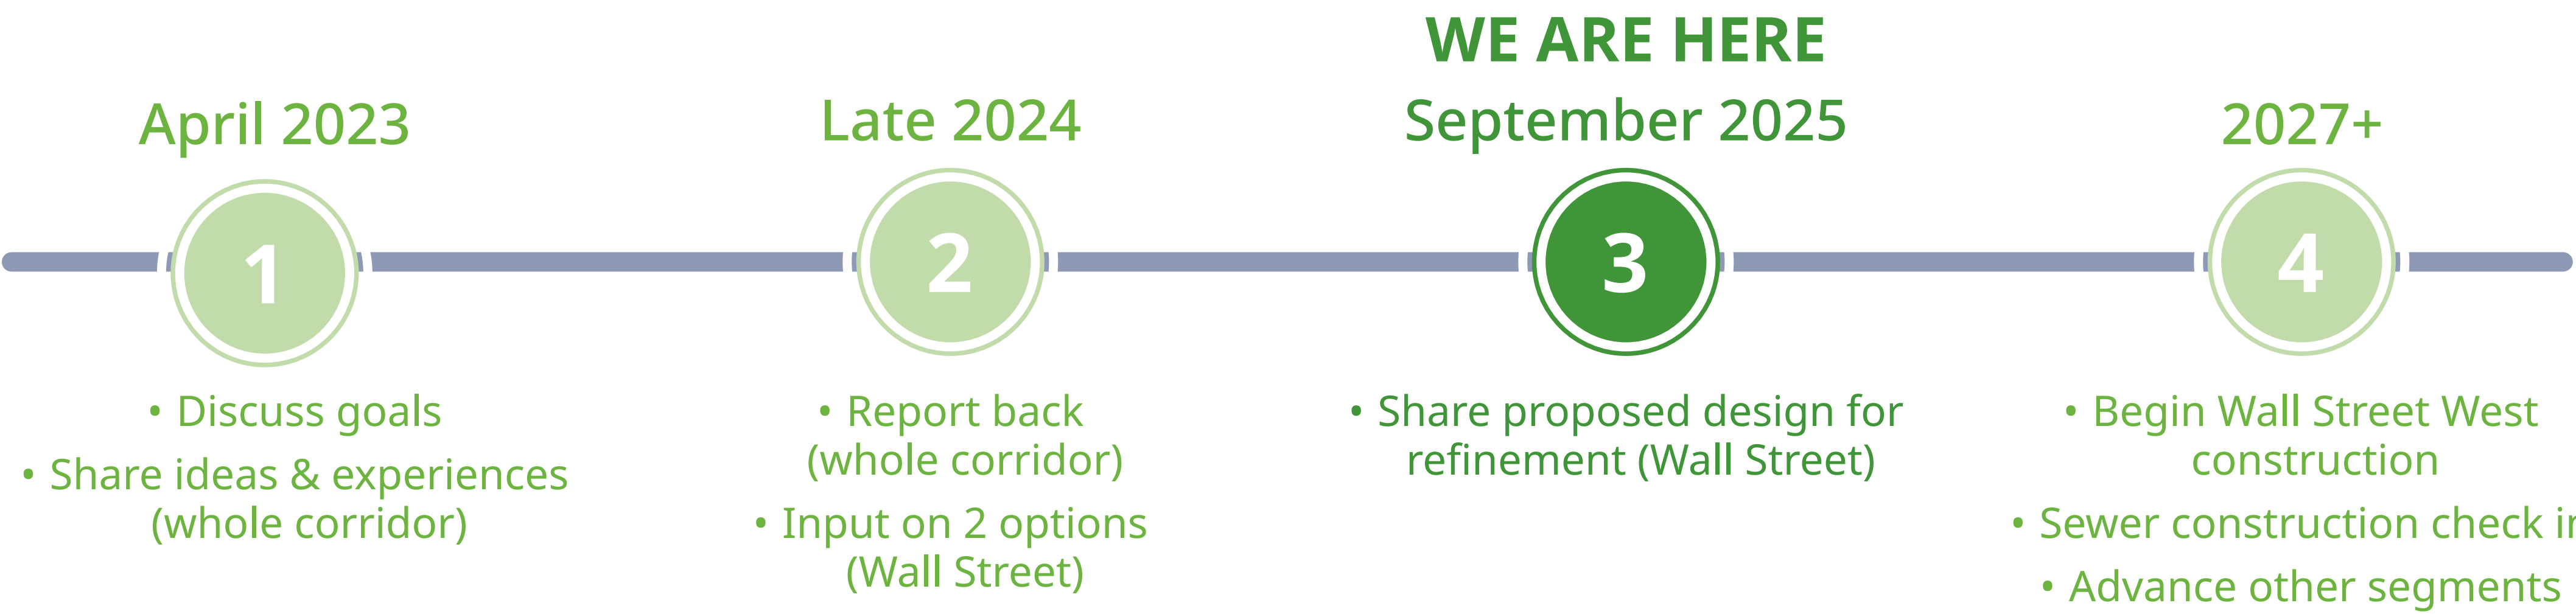 WE ARE HERE
April 2023
Late 2024
September 2025
2027+
1
2
3
4
• Discuss goals
• Share ideas & experiences
(whole corridor)
• Report back
(whole corridor)
• Input on 2 options
(Wall Street)
• Share proposed design for
refinement (Wall Street)
• Begin Wall Street West
construction
• Sewer construction check in
• Advance other segments